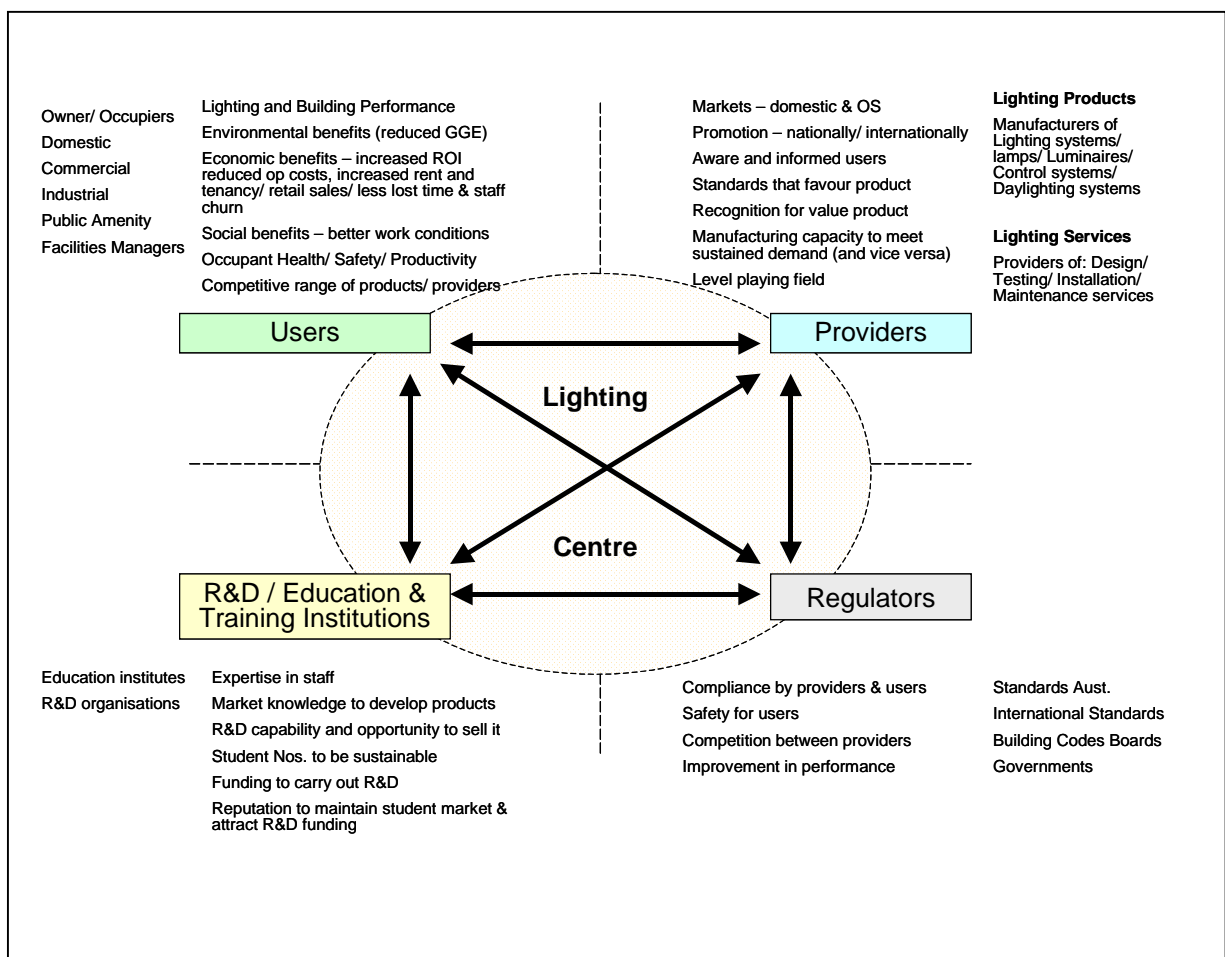 Owner/ Occupiers
Domestic
Commercial
Industrial
Public Amenity
Facilities Managers
Lighting and Building Performance
Environmental benefits (reduced GGE)
Economic benefits – increased ROI
reduced op costs, increased rent and
tenancy/ retail sales/ less lost time & staff
churn
Social benefits – better work conditions
Occupant Health/ Safety/ Productivity
Competitive range of products/ providers
Markets – domestic & OS
Promotion – nationally/ internationally
Aware and informed users
Standards that favour product
Recognition for value product
Manufacturing capacity to meet
sustained demand (and vice versa)
Level playing field
Lighting Products
Manufacturers of
Lighting systems/
lamps/ Luminaires/
Control systems/
Daylighting systems
Lighting Services
Providers of: Design/
Testing/ Installation/
Maintenance services
Users
Providers
Lighting
Centre
R&D / Education &
Training Institutions
Regulators
Education institutes
R&D organisations
Expertise in staff
Market knowledge to develop products
R&D capability and opportunity to sell it
Student Nos. to be sustainable
Funding to carry out R&D
Reputation to maintain student market &
attract R&D funding
Compliance by providers & users
Safety for users
Competition between providers
Improvement in performance
Standards Aust.
International Standards
Building Codes Boards
Governments